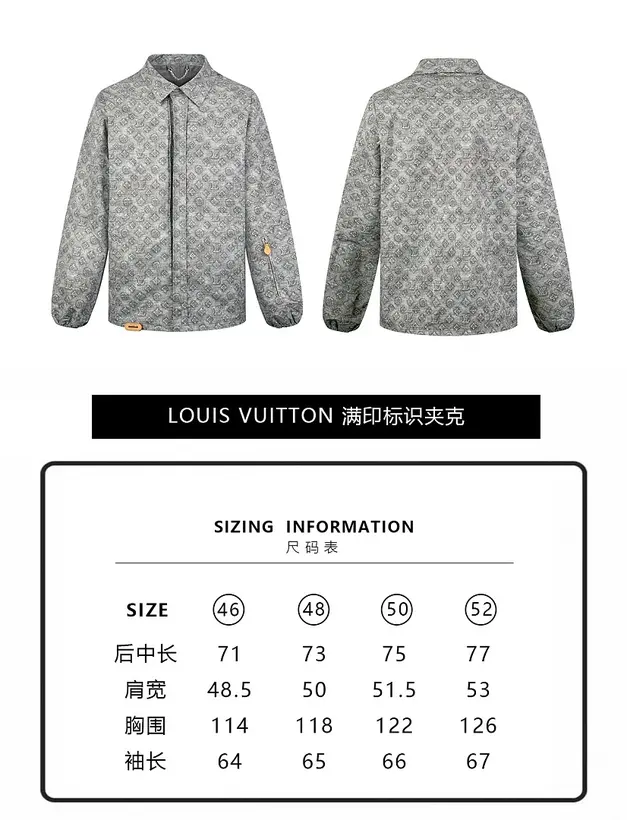 LOUIS VUITTON 满印标识夹克
SIZING INFORMATION
尺码表
SIZE 46 48 50 52
后中长 71 73 75 77
肩宽 48.5 50 51.5 53
胸围 114 118 122 126
袖长 64 65 66 67